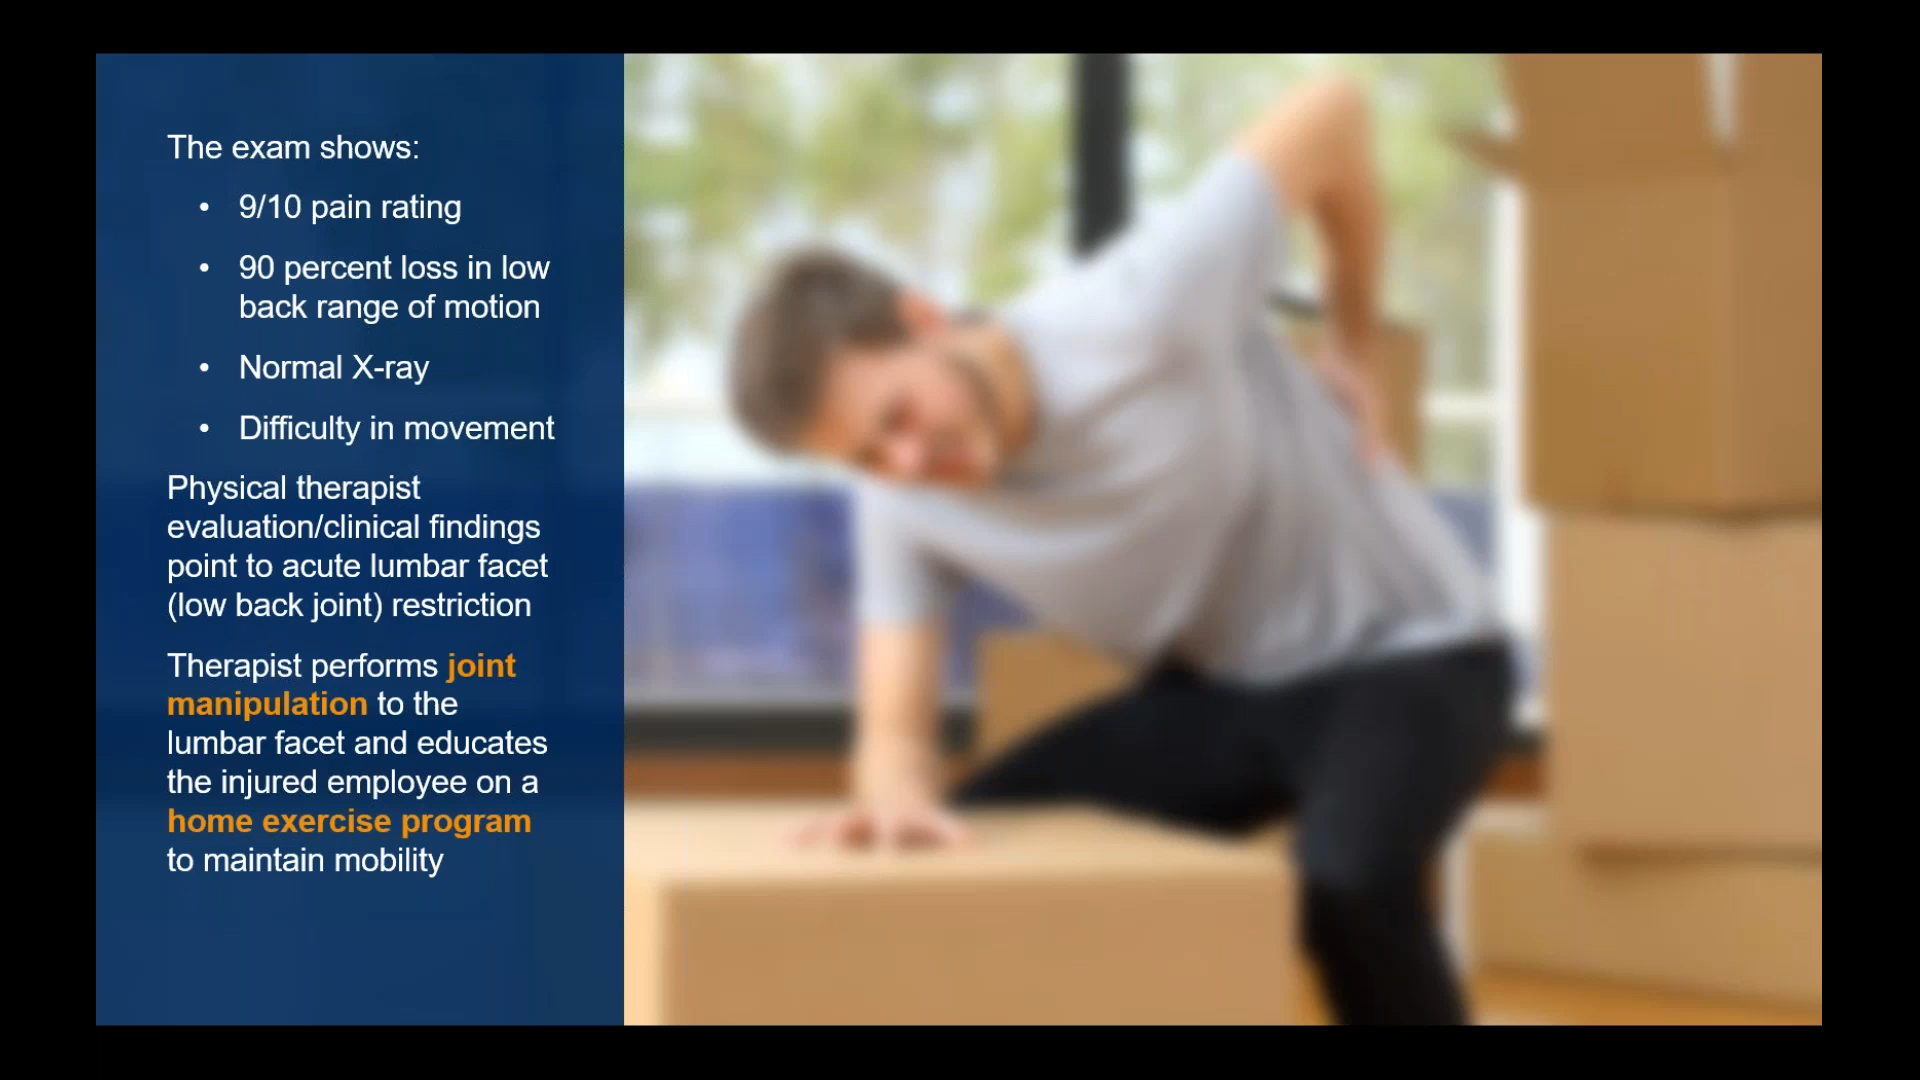 The exam shows:
• 9/10 pain rating
• 90 percent loss in low
back range of motion
• Normal X-ray
• Difficulty in movement
Physical therapist
evaluation/clinical findings
point to acute lumbar facet
(low back joint) restriction
Therapist performs joint
manipulation to the
lumbar facet and educates
the injured employee on a
home exercise program
to maintain mobility